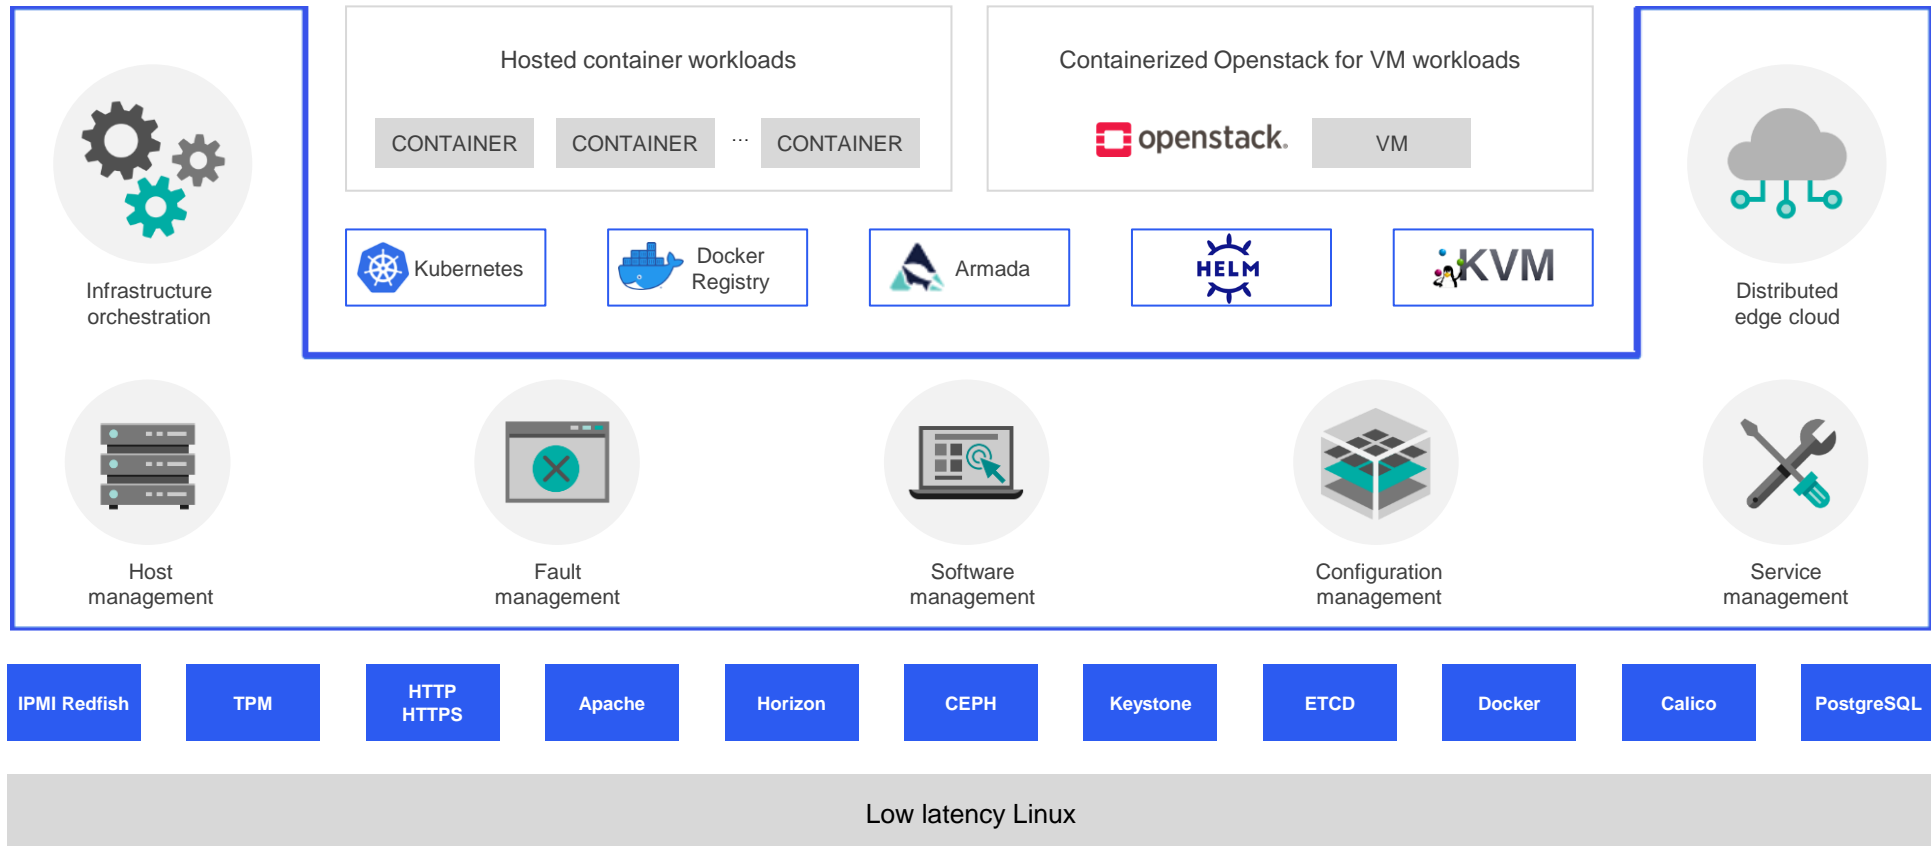 Hosted container workloads
Containerized Openstack for VM workloads
CONTAINER
CONTAINER
...
CONTAINER
openstack.
VM
Infrastructure
orchestration
Kubernetes
Docker
Registry
Armada
HELM
KVM
Distributed
edge cloud
Host
management
Fault
management
Software
management
Configuration
management
Service
management
IPMI Redfish
TPM
HTTP
HTTPS
Apache
Horizon
CEPH
Keystone
ETCD
Docker
Calico
PostgreSQL
Low latency Linux